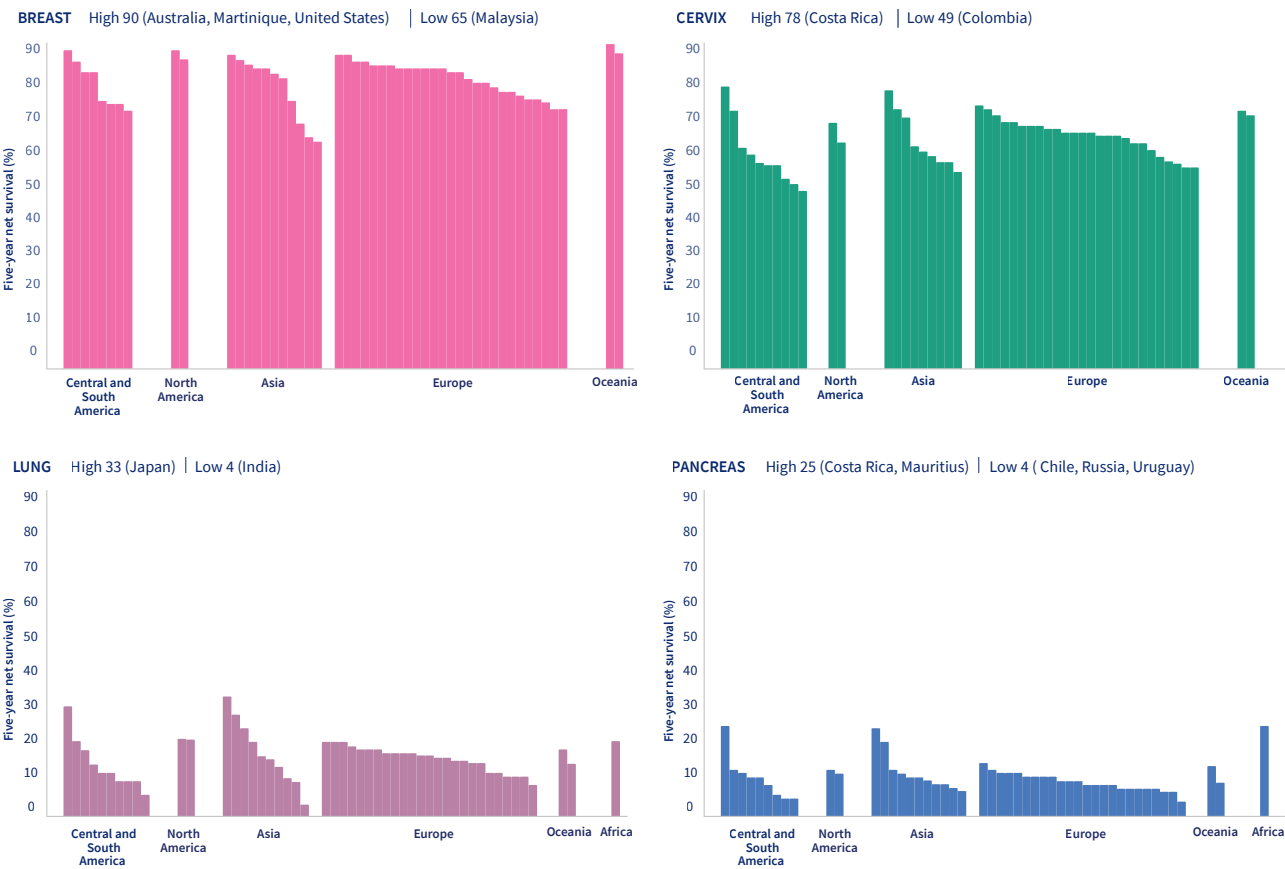 BREAST High 90 (Australia, Martinique, United States) | Low 65 (Malaysia)
Five-year net survival (%)
90
80
70
60
50
40
30
20
10
0
Central and
South
America
North
America
Asia
Europe
Oceania
CERVIX High 78 (Costa Rica) | Low 49 (Colombia)
Five-year net survival (%)
90
80
70
60
50
40
30
20
10
0
Central and
South
America
North
America
Asia
Europe
Oceania
LUNG High 33 (Japan) | Low 4 (India)
Five-year net survival (%)
90
80
70
60
50
40
30
20
10
0
Central and
South
America
North
America
Asia
Europe
Oceania
Africa
PANCREAS High 25 (Costa Rica, Mauritius) | Low 4 ( Chile, Russia, Uruguay)
Five-year net survival (%)
90
80
70
60
50
40
30
20
10
0
Central and
South
America
North
America
Asia
Europe
Oceania
Africa